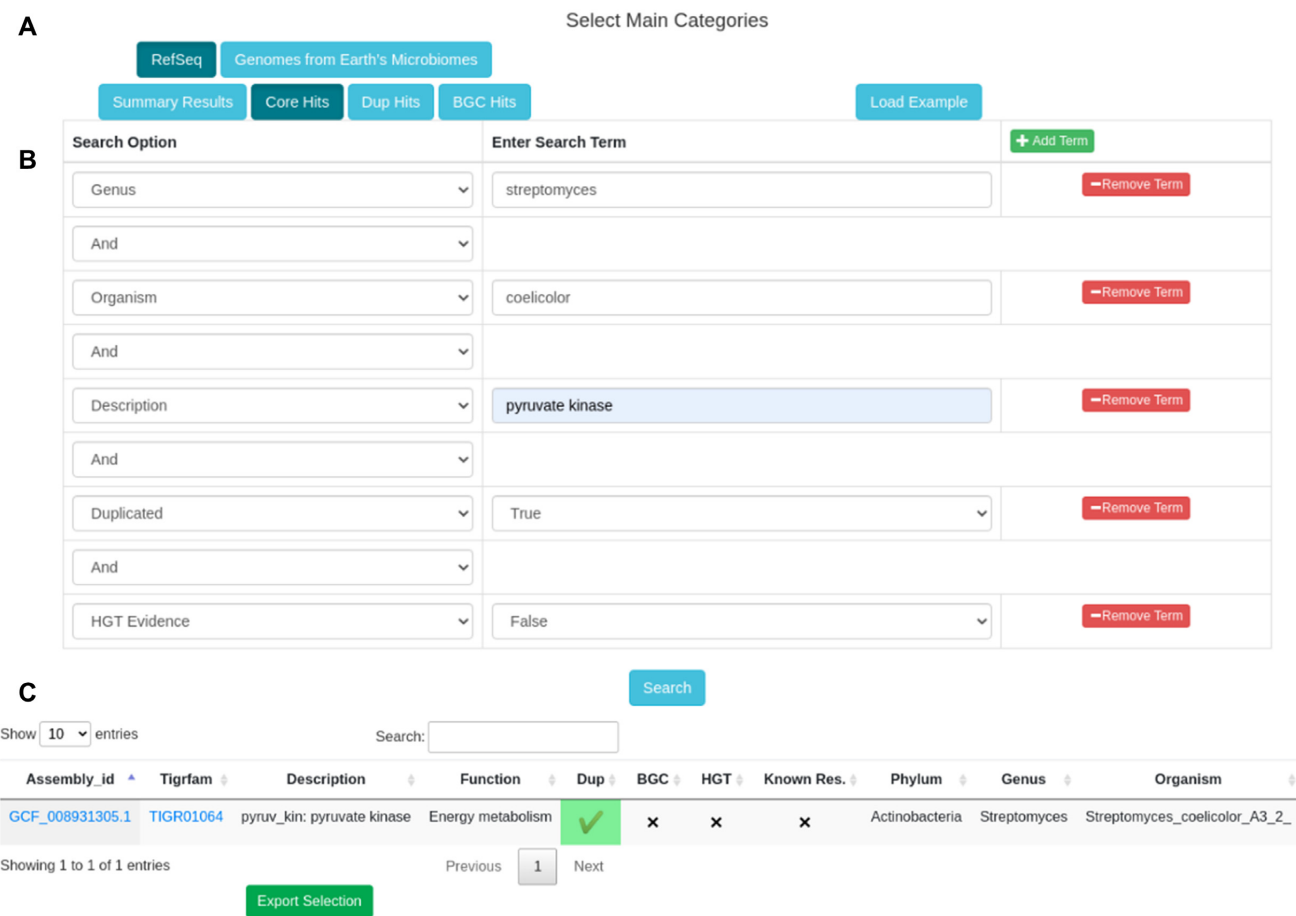 A
Select Main Categories
RefSeq Genomes from Earth's Microbiomes
Summary Results Core Hits Dup Hits BGC Hits Load Example
B
Search Option Enter Search Term Add Term
Genus streptomyces Remove Term
And
Organism coelicolor Remove Term
And
Description pyruvate kinase Remove Term
And
Duplicated True Remove Term
And
HGT Evidence False Remove Term
C
Search
Show 10 entries Search:
Assembly_id Tigrfam Description Function Dup BGC HGT Known Res. Phylum Genus Organism
GCF_008931305.1 TIGR01064 pyruv_kin: pyruvate kinase Energy metabolism Actinobacteria Streptomyces Streptomyces_coelicolor_A3_2_
Showing 1 to 1 of 1 entries Previous 1 Next
Export Selection